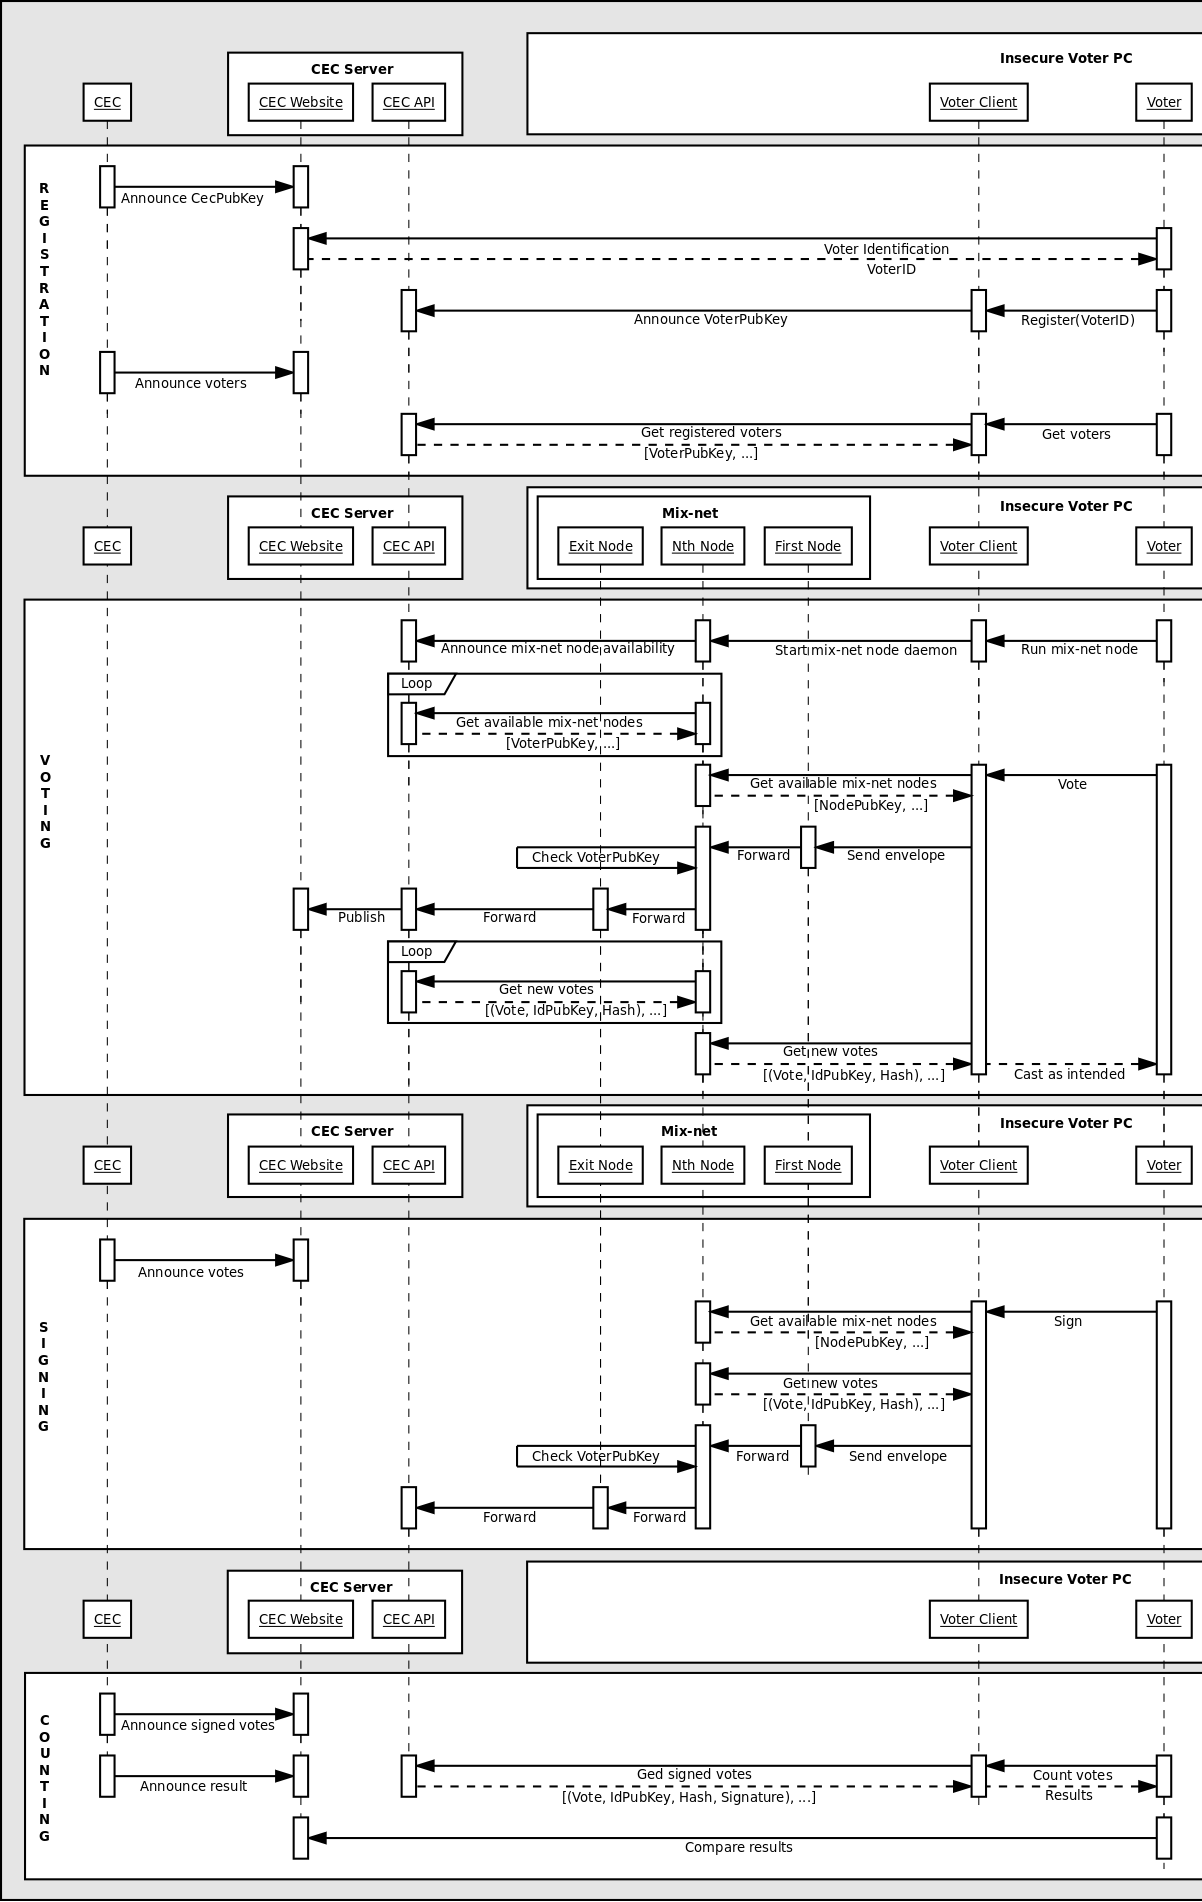 Insecure Voter PC
CEC Server
CEC
CEC Website
CEC API
Voter Client
Voter
REGISTRATION
Announce CecPubKey
Voter Identification
VoterID
Announce VoterPubKey
Register(VoterID)
Announce voters
Get registered voters
Get voters
[VoterPubKey, ...]
CEC Server
Mix-net
Insecure Voter PC
CEC
CEC Website
CEC API
Exit Node
Nth Node
First Node
Voter Client
Voter
VOTING
Announce mix-net node availability
Start mix-net node daemon
Run mix-net node
Loop
Get available mix-net nodes
[VoterPubKey, ...]
Get available mix-net nodes
Vote
[NodePubKey, ...]
Check VoterPubKey
Forward
Send envelope
Publish
Forward
Forward
Loop
Get new votes
[(Vote, IdPubKey, Hash), ...]
Get new votes
[(Vote, IdPubKey, Hash), ...]
Cast as intended
CEC Server
Mix-net
Insecure Voter PC
CEC
CEC Website
CEC API
Exit Node
Nth Node
First Node
Voter Client
Voter
SIGNING
Announce votes
Get available mix-net nodes
Sign
[NodePubKey, ...]
Get new votes
[(Vote, IdPubKey, Hash), ...]
Check VoterPubKey
Forward
Send envelope
Forward
Forward
CEC Server
Insecure Voter PC
CEC
CEC Website
CEC API
Voter Client
Voter
COUNTING
Announce signed votes
Announce result
Ged signed votes
Count votes
[(Vote, IdPubKey, Hash, Signature), ...]
Results
Compare results